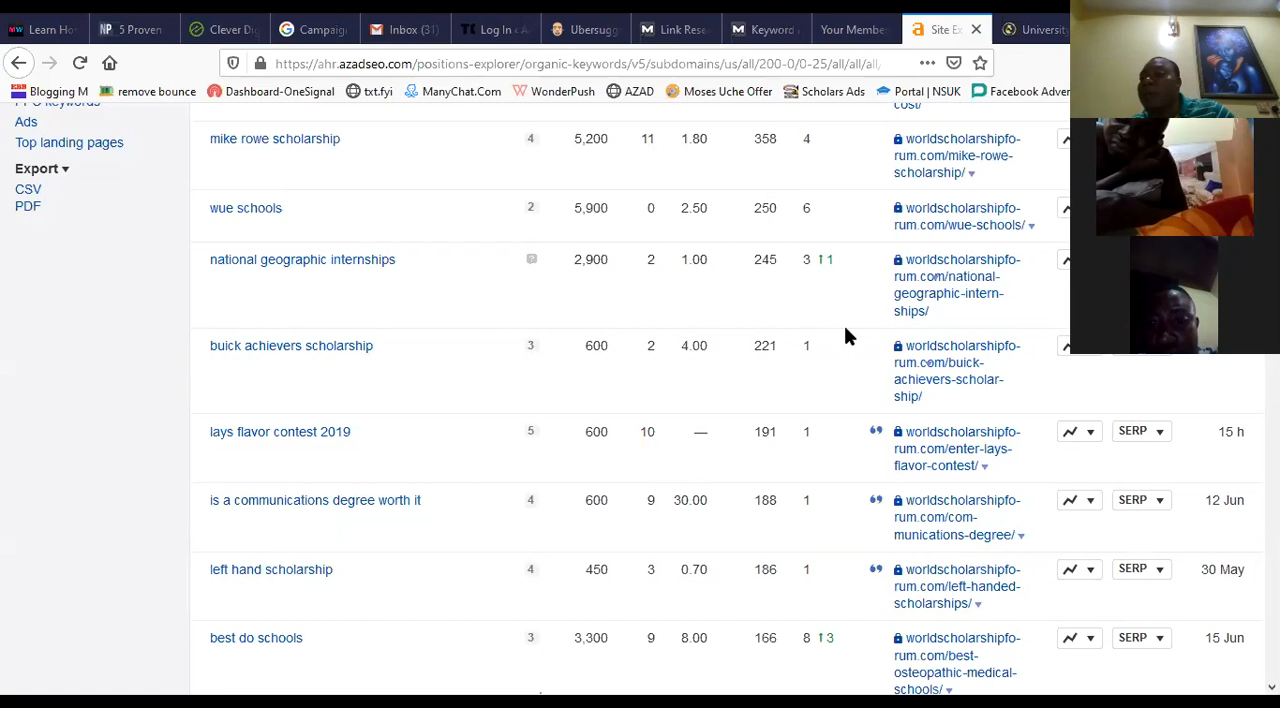 Learn Ho
5 Proven
Clever Di
Campaig
Inbox (31)
Log In ‹
Ubersugg
Link Rese
Keyword
Your Membe
Site Ex
University
https://ahr.azadseo.com/positions-explorer/organic-keywords/v5/subdomains/us/all/200-0/0-25/all/all/all/
Blogging M
remove bounce
Dashboard-OneSignal
txt.fyi
ManyChat.Com
WonderPush
AZAD
Moses Uche Offer
Scholars Ads
Portal | NSUK
Facebook Adver
PPC keywords
Ads
Top landing pages
Export
CSV
PDF
cost/
mike rowe scholarship 4 5,200 11 1.80 358 4 worldscholarshipfo-
rum.com/mike-rowe-
scholarship/
wue schools 2 5,900 0 2.50 250 6 worldscholarshipfo-
rum.com/wue-schools/
national geographic internships ? 2,900 2 1.00 245 3 ↑1 worldscholarshipfo-
rum.com/national-
geographic-intern-
ships/
buick achievers scholarship 3 600 2 4.00 221 1 worldscholarshipfo-
rum.com/buick-
achievers-scholar-
ship/
lays flavor contest 2019 5 600 10 — 191 1 worldscholarshipfo- SERP 15 h
rum.com/enter-lays-
flavor-contest/
is a communications degree worth it 4 600 9 30.00 188 1 worldscholarshipfo- SERP 12 Jun
rum.com/com-
munications-degree/
left hand scholarship 4 450 3 0.70 186 1 worldscholarshipfo- SERP 30 May
rum.com/left-handed-
scholarships/
best do schools 3 3,300 9 8.00 166 8 ↑3 worldscholarshipfo- SERP 15 Jun
rum.com/best-
osteopathic-medical-
schools/